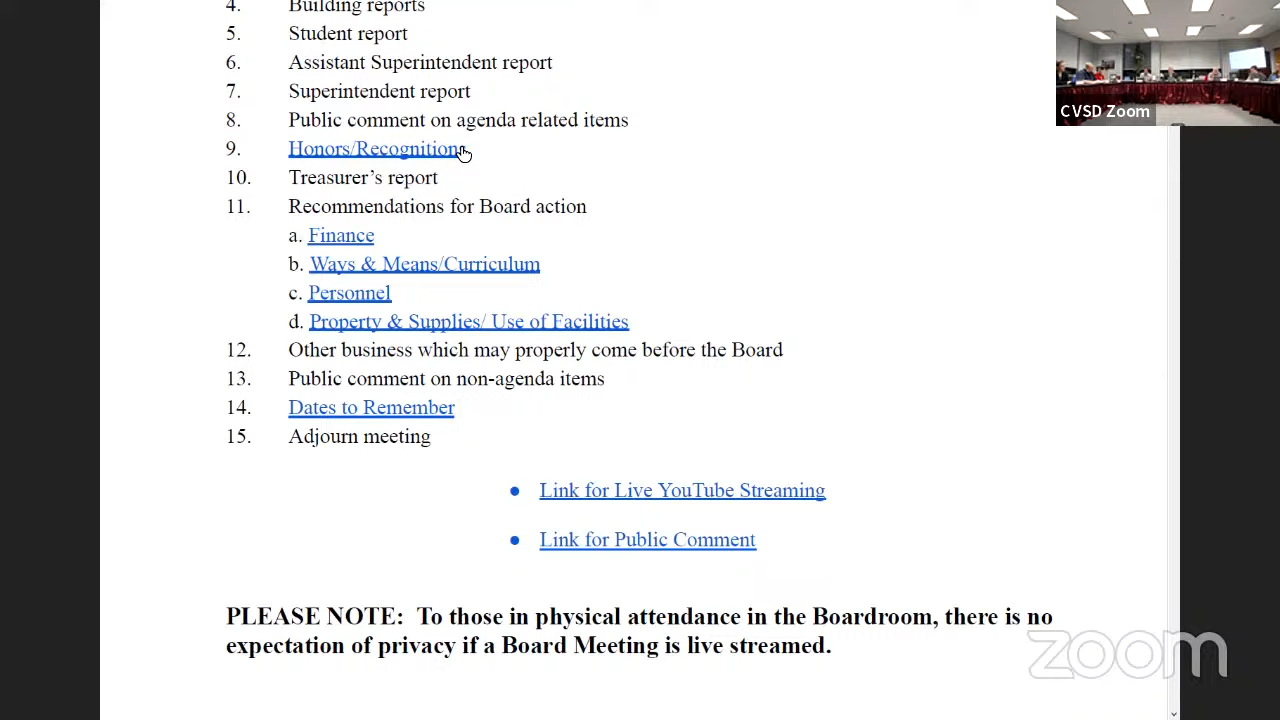 4. Building reports
5. Student report
6. Assistant Superintendent report
7. Superintendent report
8. Public comment on agenda related items
9. Honors/Recognition
10. Treasurer’s report
11. Recommendations for Board action
a. Finance
b. Ways & Means/Curriculum
c. Personnel
d. Property & Supplies/ Use of Facilities
12. Other business which may properly come before the Board
13. Public comment on non-agenda items
14. Dates to Remember
15. Adjourn meeting
● Link for Live YouTube Streaming
● Link for Public Comment
PLEASE NOTE: To those in physical attendance in the Boardroom, there is no
expectation of privacy if a Board Meeting is live streamed.
CVSD Zoom
zoom